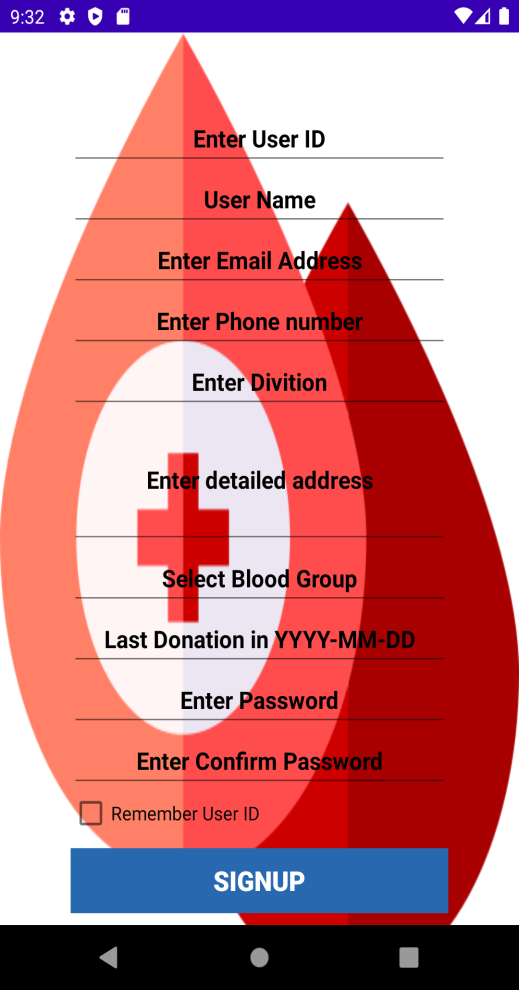 9:32
Enter User ID
User Name
Enter Email Address
Enter Phone number
Enter Divition
Enter detailed address
Select Blood Group
Last Donation in YYYY-MM-DD
Enter Password
Enter Confirm Password
Remember User ID
SIGNUP